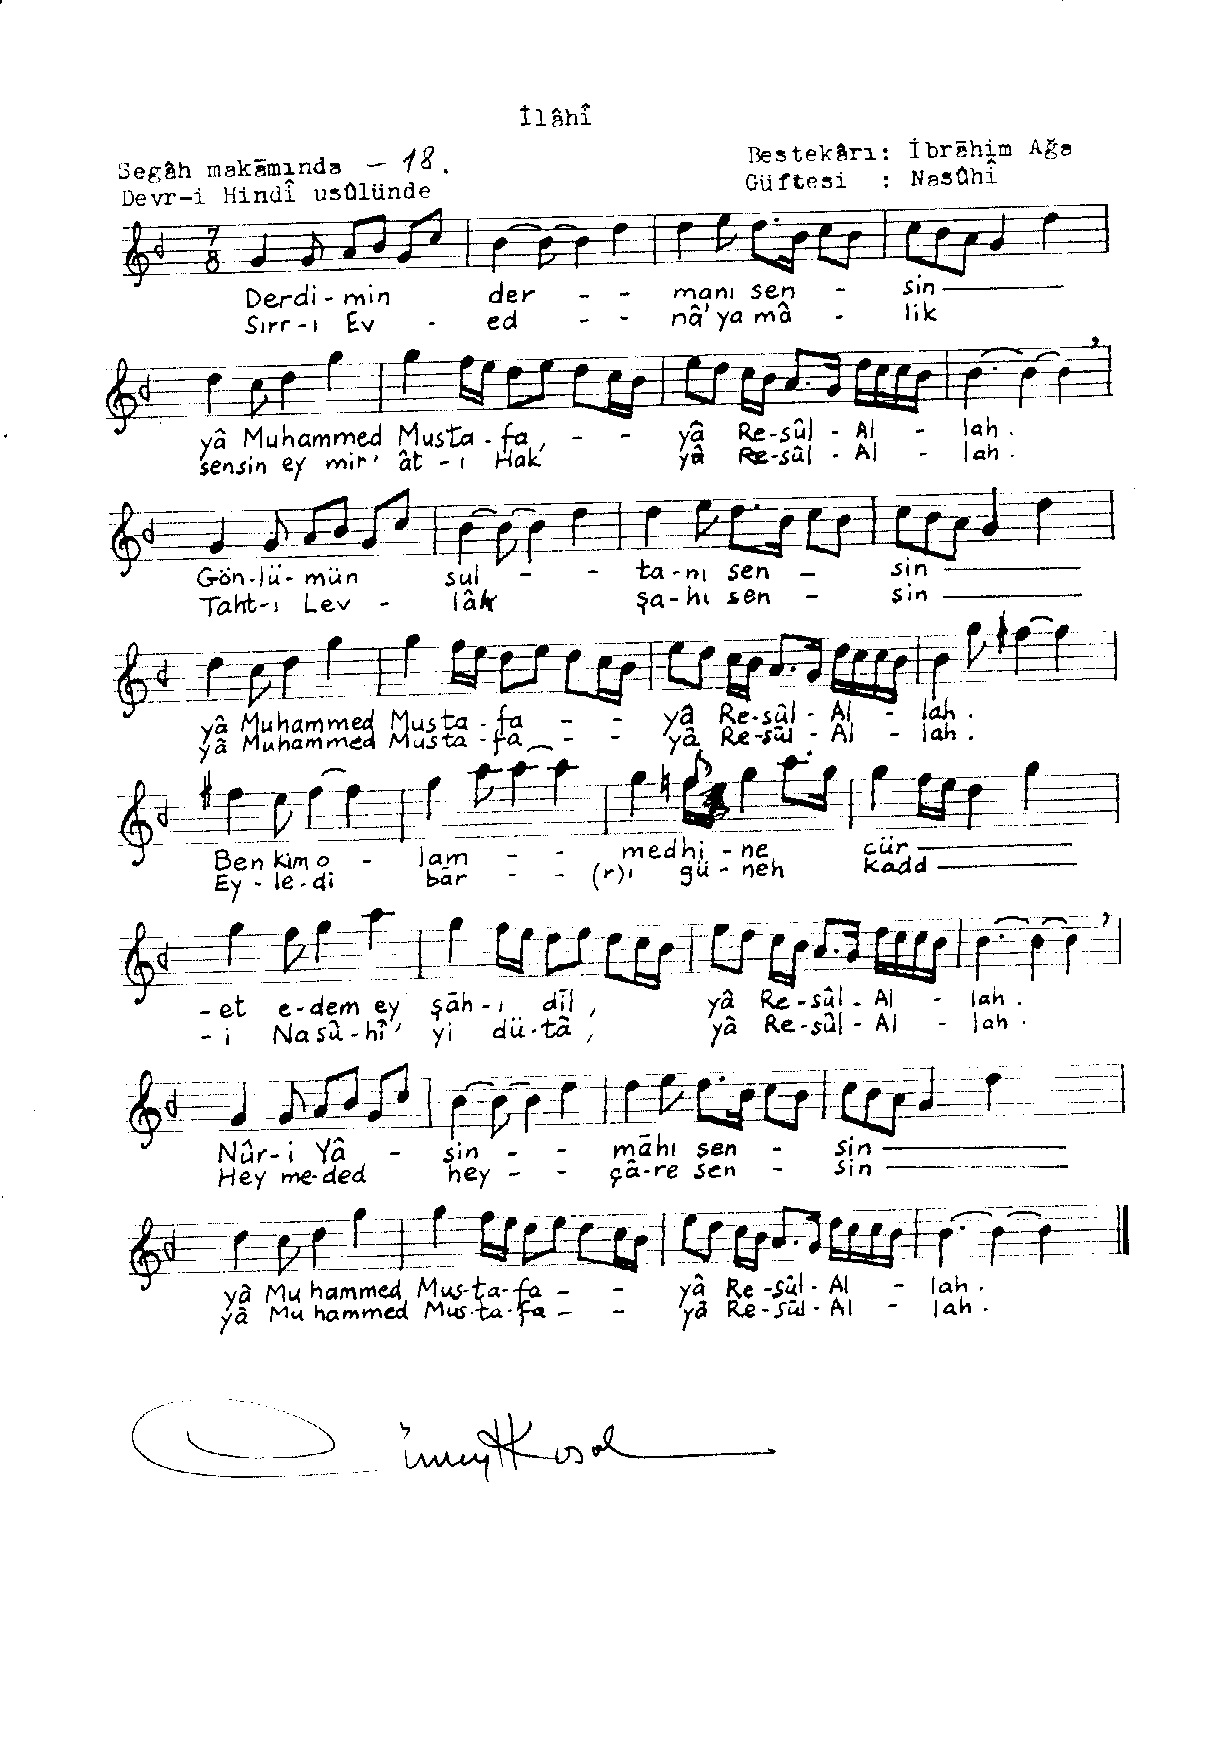 İlâhî
Segâh makāmında - 18.
Bestekârı: İbrāhim Ağa
Devr-i Hindî usûlünde
Güftesi : Nasûhî
7
8
Derdi-min der - - manı sen - sin
Sırr-ı Ev - ed - - nâ'ya mâ - lik
yâ Muhammed Musta-fa, - - yâ Re-sûl-Al - lah.
sensin ey mir'ât-ı Hak yâ Re-sûl-Al - lah.
Gön-lü-mün sul - - ta-nı sen - sin
Taht-ı Lev - lâk şa-hı sen - sin
yâ Muhammed Musta-fa - - yâ Re-sûl-Al - lah.
yâ Muhammed Musta-fa - - yâ Re-sûl-Al - lah.
Ben kim o - lam - - medhi-ne cür
Ey-le-di bār - - (r)ı gü-neh kadd
-et e-dem ey şāh-ı dīl, yâ Re-sûl-Al - lah.
-i Nasû-hî'yi dü-tâ, yâ Re-sûl-Al - lah.
Nûr-i Yâ - sin - - māhı sen - sin
Hey me-ded hey - - çâ-re sen - sin
yâ Muhammed Mus-ta-fa - - yâ Re-sûl-Al - lah.
yâ Muhammed Mus-ta-fa - - yâ Re-sûl-Al - lah.